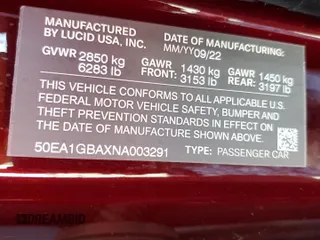 MANUFACTURED
BY LUCID USA, INC.
DATE OF MANUFACTURING:
MM/YY09/22
GVWR 2850 kg
6283 lb
GAWR 1430 kg
FRONT: 3153 lb
GAWR 1450 kg
REAR: 3197 lb
THIS VEHICLE CONFORMS TO ALL APPLICABLE U.S.
FEDERAL MOTOR VEHICLE SAFETY, BUMPER AND
THEFT PREVENTION STANDARDS IN EFFECT ON THE
DATE OF MANUFACTURE SHOWN ABOVE.
50EA1GBAXNA003291
TYPE: PASSENGER CAR
DREAMBID